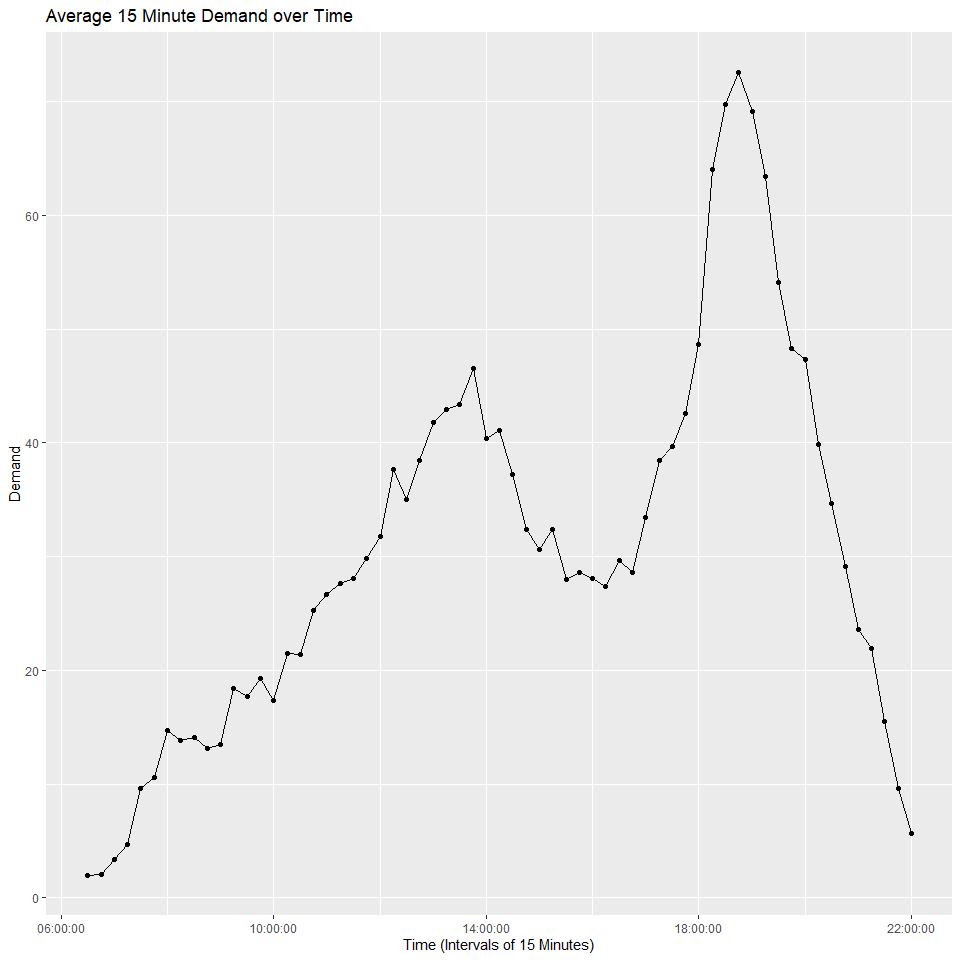 Average 15 Minute Demand over Time
Demand
60
40
20
0
06:00:00 10:00:00 14:00:00 18:00:00 22:00:00
Time (Intervals of 15 Minutes)